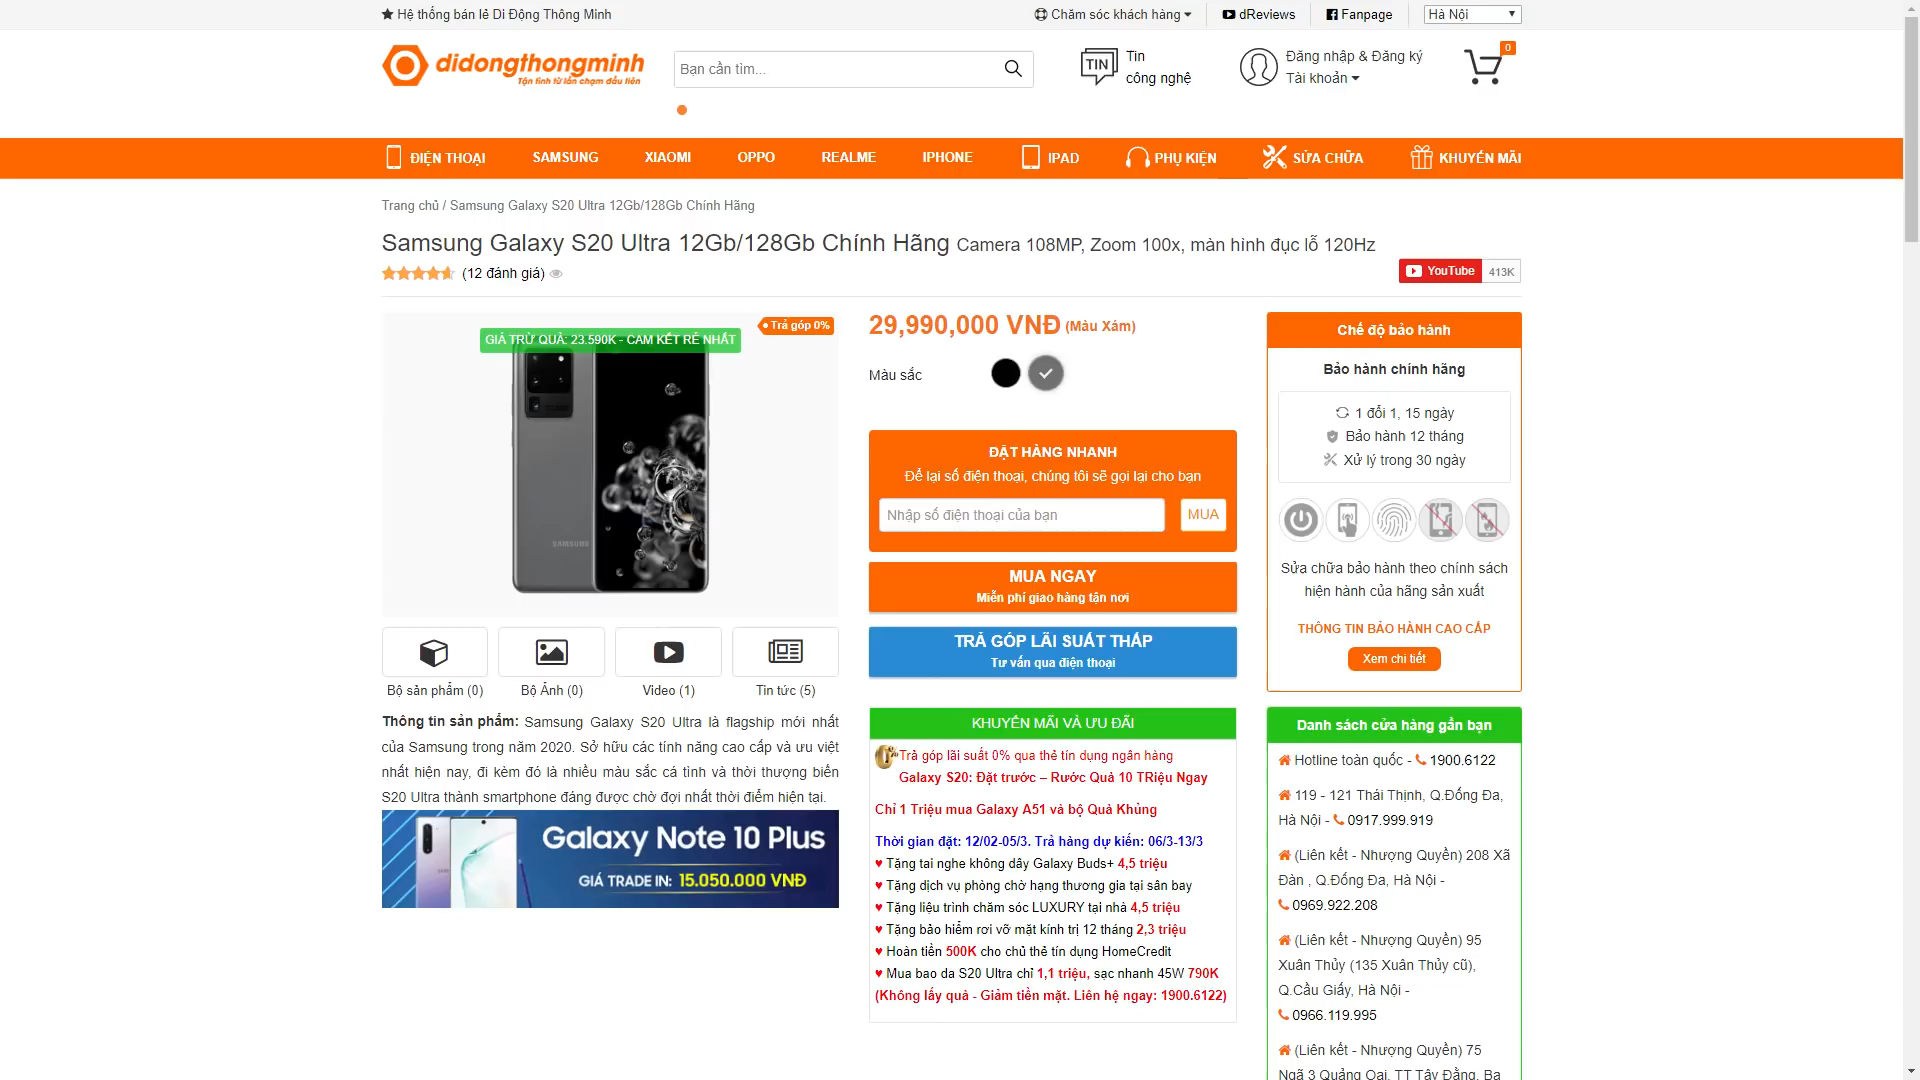 Hệ thống bán lẻ Di Động Thông Minh
Chăm sóc khách hàng
dReviews
Fanpage
Hà Nội
didongthongminh
Tận tình từ lần chạm đầu tiên
Bạn cần tìm...
TIN
Tin
công nghệ
Đăng nhập & Đăng ký
Tài khoản
0
ĐIỆN THOẠI
SAMSUNG
XIAOMI
OPPO
REALME
IPHONE
IPAD
PHỤ KIỆN
SỬA CHỮA
KHUYẾN MÃI
Trang chủ / Samsung Galaxy S20 Ultra 12Gb/128Gb Chính Hãng
Samsung Galaxy S20 Ultra 12Gb/128Gb Chính Hãng Camera 108MP, Zoom 100x, màn hình đục lỗ 120Hz
(12 đánh giá)
YouTube 413K
Trả góp 0%
GIÁ TRỪ QUÀ: 23.590K - CAM KẾT RẺ NHẤT
SAMSUNG
Bộ sản phẩm (0)
Bộ Ảnh (0)
Video (1)
Tin tức (5)
Thông tin sản phẩm: Samsung Galaxy S20 Ultra là flagship mới nhất
của Samsung trong năm 2020. Sở hữu các tính năng cao cấp và ưu việt
nhất hiện nay, đi kèm đó là nhiều màu sắc cá tính và thời thượng biến
S20 Ultra thành smartphone đáng được chờ đợi nhất thời điểm hiện tại.
Galaxy Note 10 Plus
GIÁ TRADE IN: 15.050.000 VNĐ
29,990,000 VNĐ (Màu Xám)
Màu sắc
ĐẶT HÀNG NHANH
Để lại số điện thoại, chúng tôi sẽ gọi lại cho bạn
Nhập số điện thoại của bạn
MUA
MUA NGAY
Miễn phí giao hàng tận nơi
TRẢ GÓP LÃI SUẤT THẤP
Tư vấn qua điện thoại
KHUYẾN MÃI VÀ ƯU ĐÃI
Trả góp lãi suất 0% qua thẻ tín dụng ngân hàng
Galaxy S20: Đặt trước – Rước Quà 10 TRiệu Ngay
Chỉ 1 Triệu mua Galaxy A51 và bộ Quà Khủng
Thời gian đặt: 12/02-05/3. Trả hàng dự kiến: 06/3-13/3
♥ Tặng tai nghe không dây Galaxy Buds+ 4,5 triệu
♥ Tặng dịch vụ phòng chờ hạng thương gia tại sân bay
♥ Tặng liệu trình chăm sóc LUXURY tại nhà 4,5 triệu
♥ Tặng bảo hiểm rơi vỡ mặt kính trị 12 tháng 2,3 triệu
♥ Hoàn tiền 500K cho chủ thẻ tín dụng HomeCredit
♥ Mua bao da S20 Ultra chỉ 1,1 triệu, sạc nhanh 45W 790K
(Không lấy quà - Giảm tiền mặt. Liên hệ ngay: 1900.6122)
Chế độ bảo hành
Bảo hành chính hãng
1 đổi 1, 15 ngày
Bảo hành 12 tháng
Xử lý trong 30 ngày
Sửa chữa bảo hành theo chính sách
hiện hành của hãng sản xuất
THÔNG TIN BẢO HÀNH CAO CẤP
Xem chi tiết
Danh sách cửa hàng gần bạn
Hotline toàn quốc - 1900.6122
119 - 121 Thái Thịnh, Q.Đống Đa,
Hà Nội - 0917.999.919
(Liên kết - Nhượng Quyền) 208 Xã
Đàn , Q.Đống Đa, Hà Nội -
0969.922.208
(Liên kết - Nhượng Quyền) 95
Xuân Thủy (135 Xuân Thủy cũ),
Q.Cầu Giấy, Hà Nội -
0966.119.995
(Liên kết - Nhượng Quyền) 75
Ngã 3 Quảng Oai, TT Tây Đằng, Ba